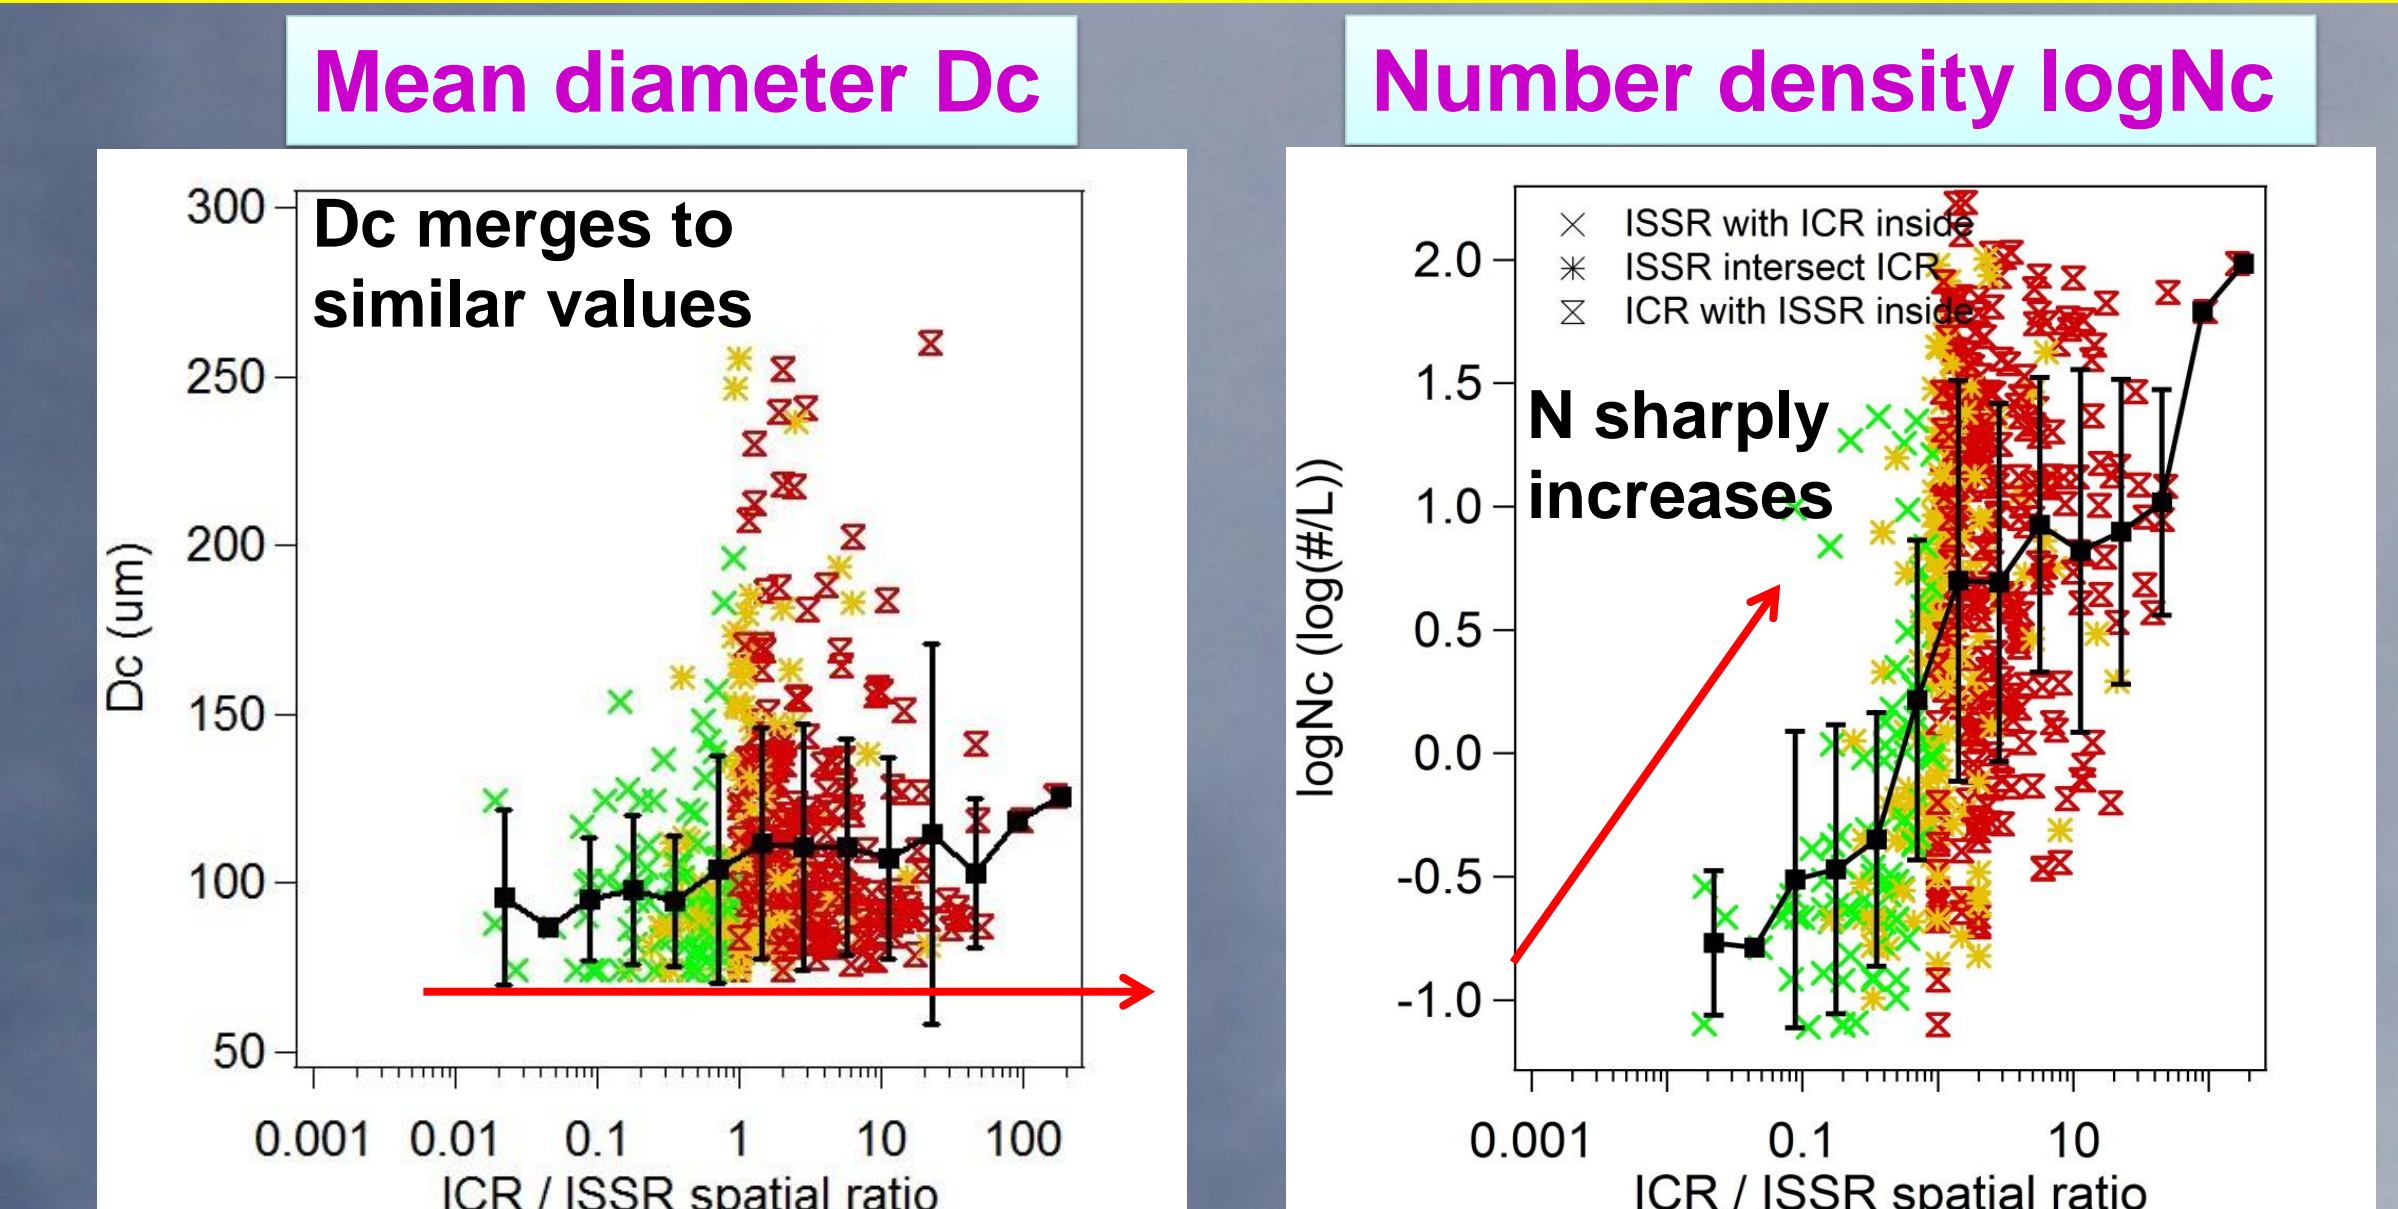 Mean diameter Dc
Number density logNc
Dc merges to
similar values
300
250
200
150
100
50
Dc (um)
0.001
0.01
0.1
1
10
100
ICR / ISSR spatial ratio
ISSR with ICR inside
ISSR intersect ICR
ICR with ISSR inside
N sharply
increases
2.0
1.5
1.0
0.5
0.0
-0.5
-1.0
logNc (log(#/L))
0.001
0.1
10
ICR / ISSR spatial ratio